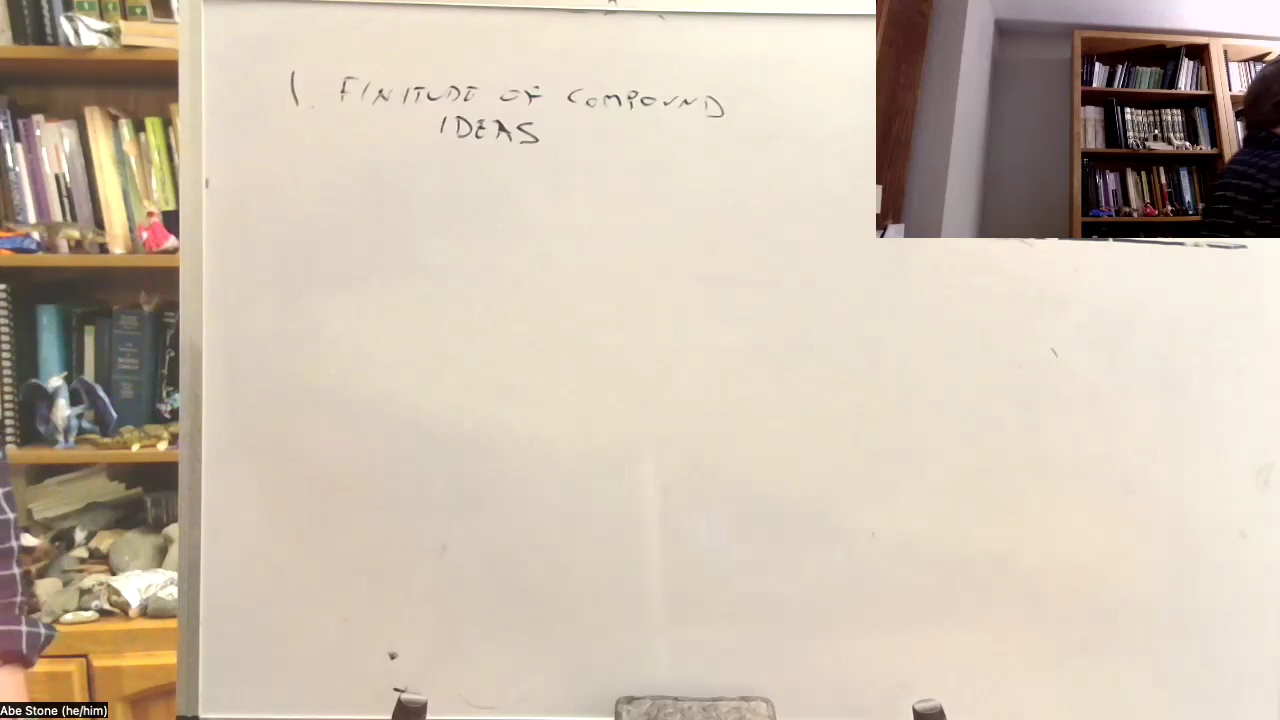 1. FINITUDE OF COMPOUND
IDEAS
Abe Stone (he/him)